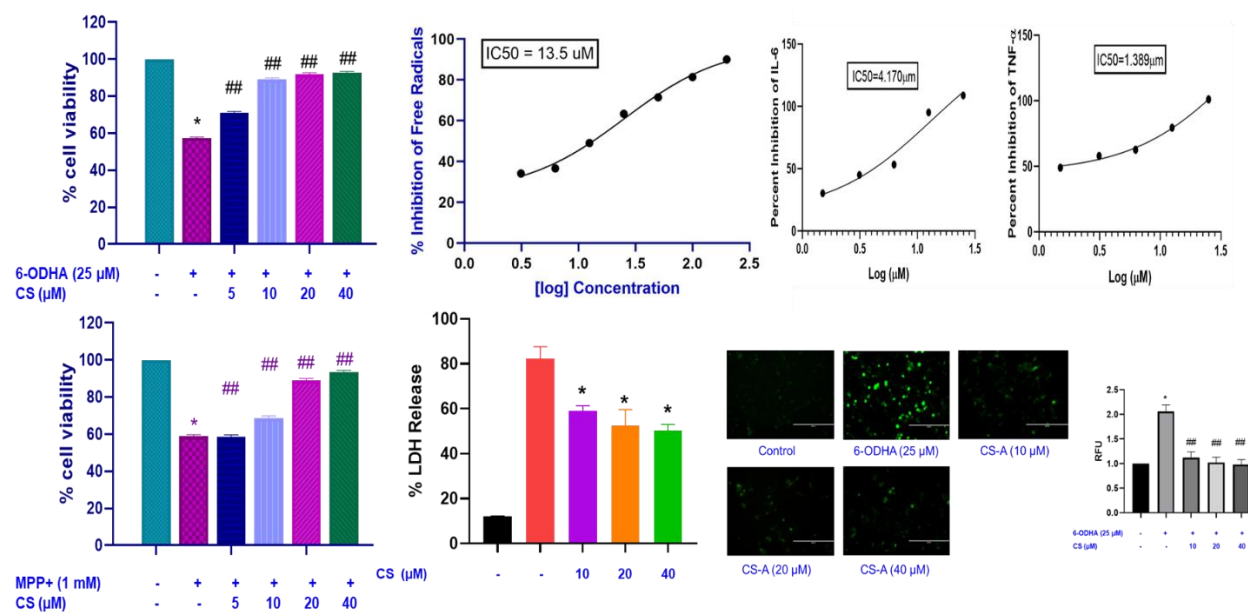 120
100
80
60
40
20
0
% cell viability
*
##
##
##
##
6-ODHA (25 µM)
- + + + + +
CS (µM)
- - 5 10 20 40
100
80
60
40
20
0
% Inhibition of Free Radicals
IC50 = 13.5 uM
0.0 0.5 1.0 1.5 2.0 2.5
[log] Concentration
150
100
50
0
Percent Inhibition of IL-6
IC50=4.170µm
0.0 0.5 1.0 1.5
Log (µM)
150
100
50
0
Percent Inhibition of TNF-α
IC50=1.389µm
0.0 0.5 1.0 1.5
Log (µM)
120
100
80
60
40
20
0
% cell viability
*
##
##
##
##
MPP+ (1 mM)
- + + + + +
CS (µM)
- - 5 10 20 40
100
80
60
40
20
0
% LDH Release
*
*
*
CS (µM)
- - 10 20 40
Control
6-ODHA (25 µM)
CS-A (10 µM)
CS-A (20 µM)
CS-A (40 µM)
2.5
2.0
1.5
1.0
0.5
0.0
RFU
*
##
##
##
6-ODHA (25 µM)
- + + + +
CS (µM)
- - 10 20 40